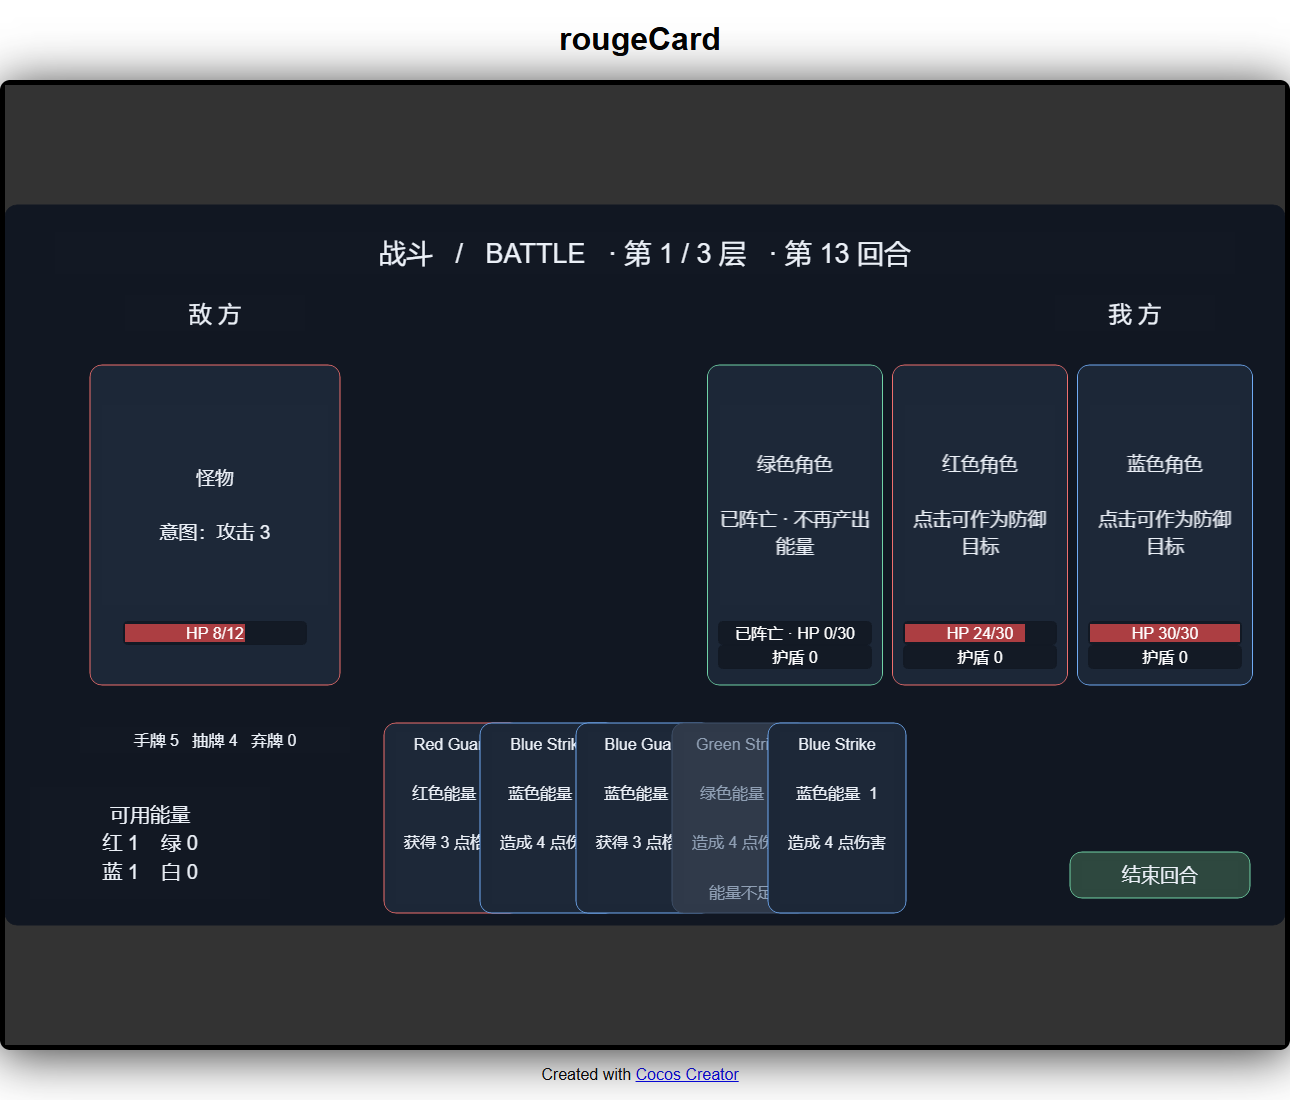 rougeCard
战斗 / BATTLE · 第 1 / 3 层 · 第 13 回合
敌 方
我 方
怪物
意图：攻击 3
HP 8/12
绿色角色
已阵亡 · 不再产出
能量
已阵亡 · HP 0/30
护盾 0
红色角色
点击可作为防御
目标
HP 24/30
护盾 0
蓝色角色
点击可作为防御
目标
HP 30/30
护盾 0
手牌 5 抽牌 4 弃牌 0
可用能量
红 1 绿 0
蓝 1 白 0
Red Gua
红色能量
获得 3 点
Blue Strik
蓝色能量
造成 4 点
Blue Gua
蓝色能量
获得 3 点
Green Stri
绿色能量
造成 4 点
能量不足
Blue Strike
蓝色能量 1
造成 4 点伤害
结束回合
Created with Cocos Creator